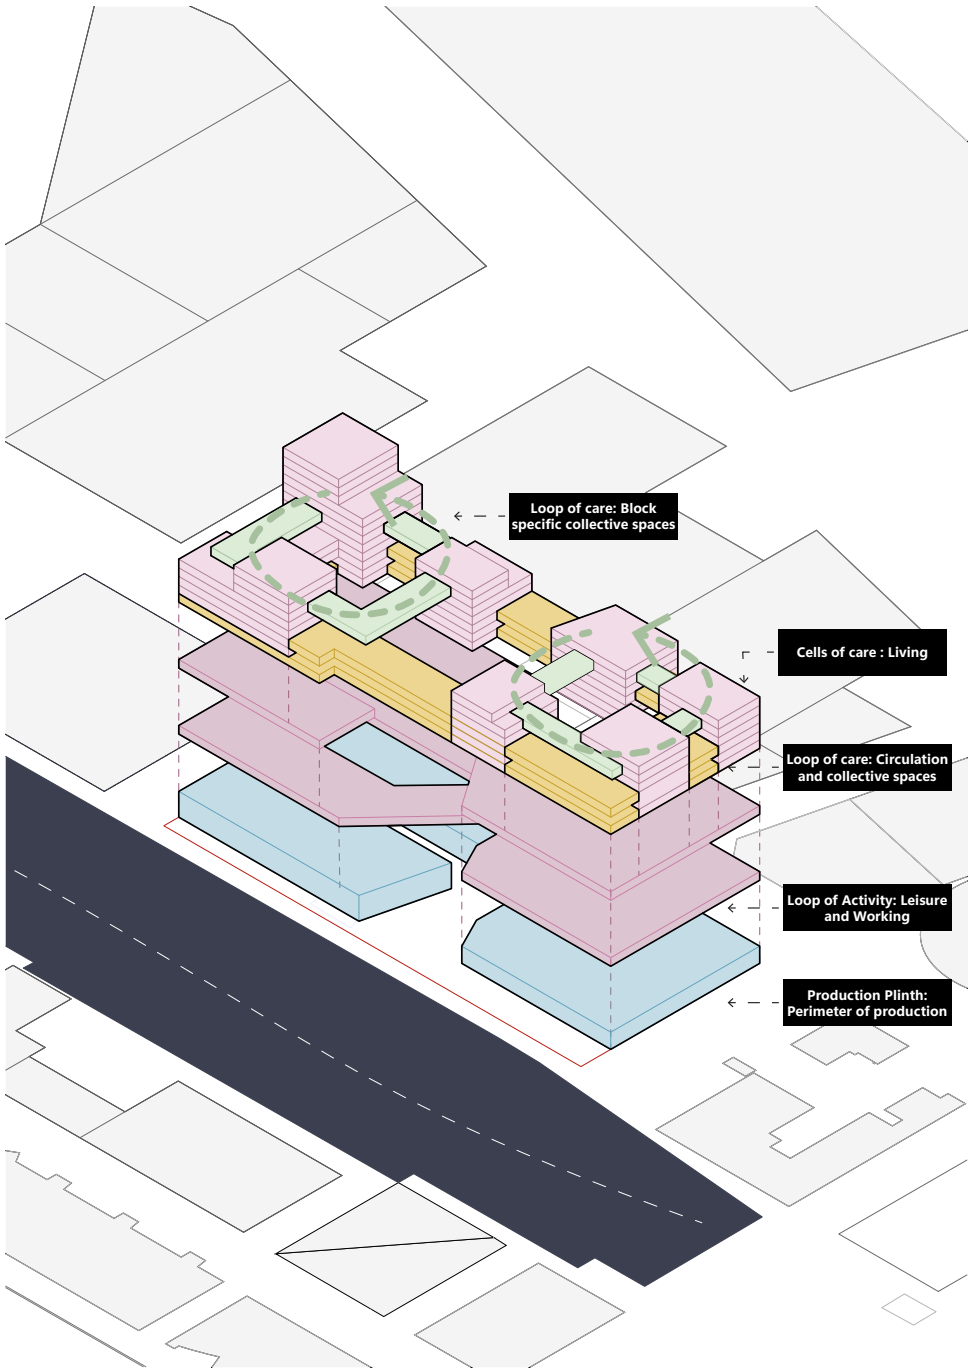 Loop of care: Block
specific collective spaces
Cells of care : Living
Loop of care: Circulation
and collective spaces
Loop of Activity: Leisure
and Working
Production Plinth:
Perimeter of production